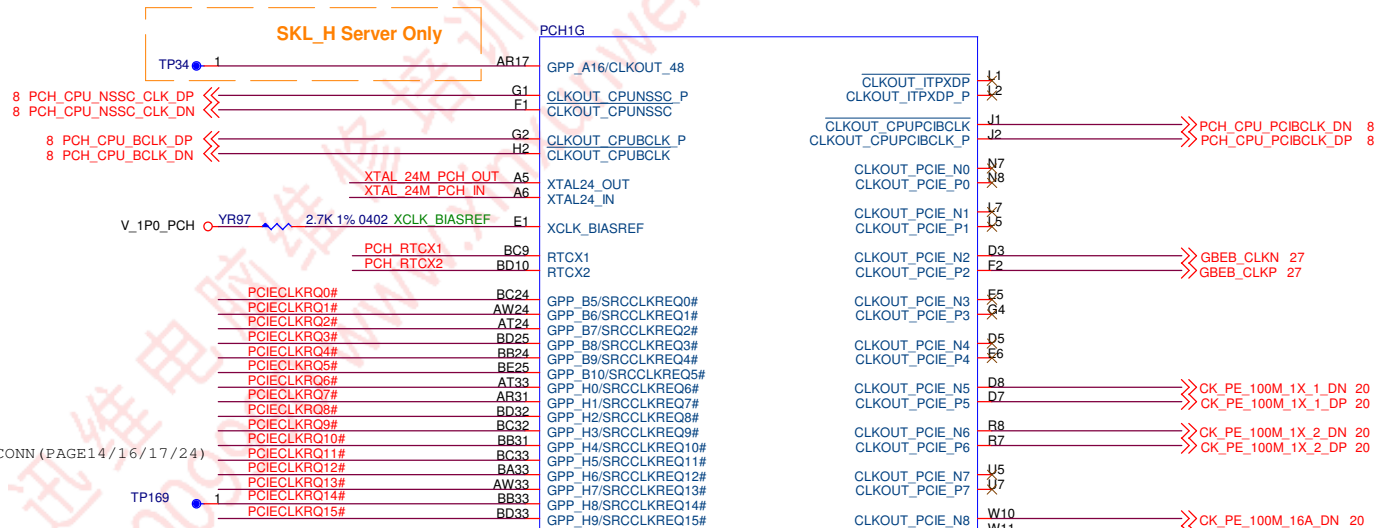 SKL_H Server Only
PCH1G
TP34 1 AR17 GPP_A16/CLKOUT_48
CLKOUT_ITPXDP L1
CLKOUT_ITPXDP_P L2
8 PCH_CPU_NSSC_CLK_DP G1 CLKOUT_CPUNSSC_P
8 PCH_CPU_NSSC_CLK_DN F1 CLKOUT_CPUNSSC
CLKOUT_CPUPCIBCLK J1 PCH_CPU_PCIBCLK_DN 8
CLKOUT_CPUPCIBCLK_P J2 PCH_CPU_PCIBCLK_DP 8
8 PCH_CPU_BCLK_DP G2 CLKOUT_CPUBCLK_P
8 PCH_CPU_BCLK_DN H2 CLKOUT_CPUBCLK
CLKOUT_PCIE_N0 N7
CLKOUT_PCIE_P0 N8
XTAL_24M_PCH_OUT A5 XTAL24_OUT
XTAL_24M_PCH_IN A6 XTAL24_IN
CLKOUT_PCIE_N1 L7
CLKOUT_PCIE_P1 L5
V_1P0_PCH YR97 2.7K 1% 0402 XCLK_BIASREF E1 XCLK_BIASREF
PCH_RTCX1 BC9 RTCX1
PCH_RTCX2 BD10 RTCX2
CLKOUT_PCIE_N2 D3 GBEB_CLKN 27
CLKOUT_PCIE_P2 F2 GBEB_CLKP 27
PCIECLKRQ0# BC24 GPP_B5/SRCCLKREQ0#
CLKOUT_PCIE_N3 E5
PCIECLKRQ1# AW24 GPP_B6/SRCCLKREQ1#
CLKOUT_PCIE_P3 G4
PCIECLKRQ2# AT24 GPP_B7/SRCCLKREQ2#
PCIECLKRQ3# BD25 GPP_B8/SRCCLKREQ3#
CLKOUT_PCIE_N4 D5
PCIECLKRQ4# BB24 GPP_B9/SRCCLKREQ4#
CLKOUT_PCIE_P4 E6
PCIECLKRQ5# BE25 GPP_B10/SRCCLKREQ5#
PCIECLKRQ6# AT33 GPP_H0/SRCCLKREQ6#
CLKOUT_PCIE_N5 D8 CK_PE_100M_1X_1_DN 20
PCIECLKRQ7# AR31 GPP_H1/SRCCLKREQ7#
CLKOUT_PCIE_P5 D7 CK_PE_100M_1X_1_DP 20
PCIECLKRQ8# BD32 GPP_H2/SRCCLKREQ8#
PCIECLKRQ9# BC32 GPP_H3/SRCCLKREQ9#
CLKOUT_PCIE_N6 R8 CK_PE_100M_1X_2_DN 20
PCIECLKRQ10# BB31 GPP_H4/SRCCLKREQ10#
CLKOUT_PCIE_P6 R7 CK_PE_100M_1X_2_DP 20
CONN(PAGE14/16/17/24)
PCIECLKRQ11# BC33 GPP_H5/SRCCLKREQ11#
PCIECLKRQ12# BA33 GPP_H6/SRCCLKREQ12#
CLKOUT_PCIE_N7 U5
PCIECLKRQ13# AW33 GPP_H7/SRCCLKREQ13#
CLKOUT_PCIE_P7 U7
TP169 1 PCIECLKRQ14# BB33 GPP_H8/SRCCLKREQ14#
PCIECLKRQ15# BD33 GPP_H9/SRCCLKREQ15#
CLKOUT_PCIE_N8 W10 CK_PE_100M_16A_DN 20
W11
迅维电脑维修培训